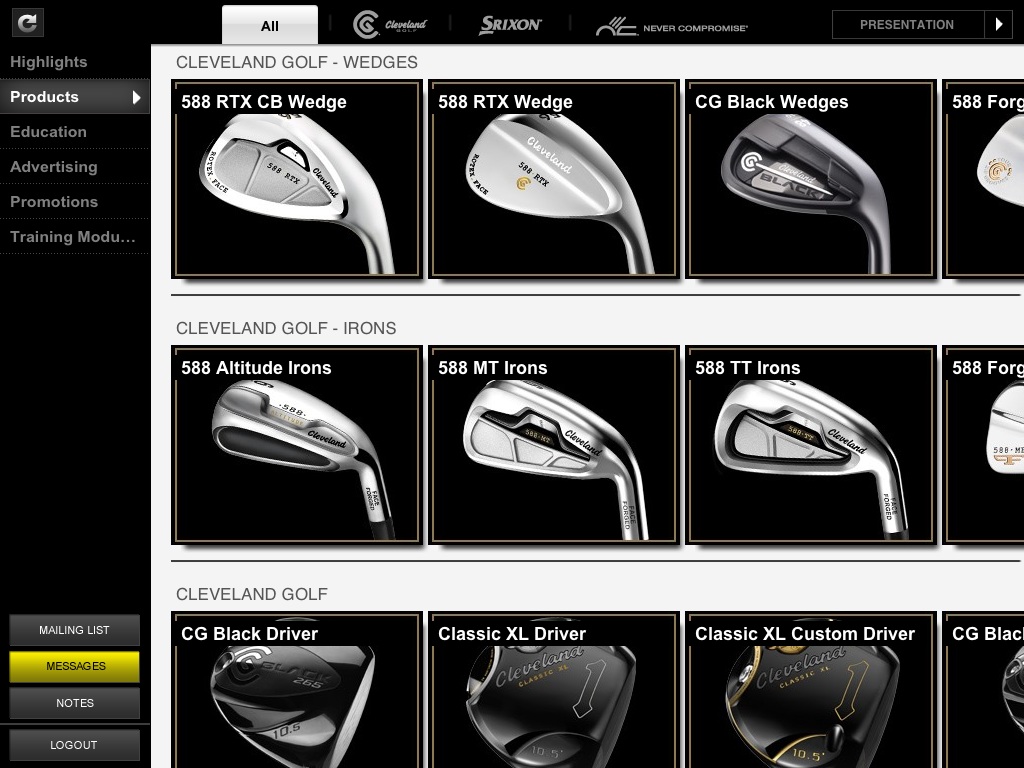 All
Cleveland
GOLF
SRIXON
NEVER COMPROMISE
PRESENTATION
Highlights
Products
Education
Advertising
Promotions
Training Modu...
MAILING LIST
MESSAGES
NOTES
LOGOUT
CLEVELAND GOLF - WEDGES
588 RTX CB Wedge
588 RTX Wedge
CG Black Wedges
588 Forg
ROTEX FACE
588 RTX
Cleveland
Cleveland
588 RTX
ROTEX FACE
Cleveland
BLACK
CLEVELAND GOLF - IRONS
588 Altitude Irons
588 MT Irons
588 TT Irons
588 Forg
·588·
ALTITUDE
Cleveland
FACE
FORGED
588·MT
Cleveland
FACE
FORGED
588·TT
Cleveland
FACE
FORGED
588·MB
CLEVELAND GOLF
CG Black Driver
Classic XL Driver
Classic XL Custom Driver
CG Blac
BLACK
265
10.5
Cleveland
CLASSIC XL
1
10.5°
Cleveland
CLASSIC XL
1
10.5°